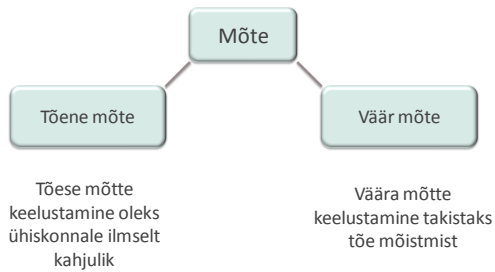 Mõte
Tõene mõte
Väär mõte
Tõese mõtte
keelustamine oleks
ühiskonnale ilmselt
kahjulik
Väära mõtte
keelustamine takistaks
tõe mõistmist